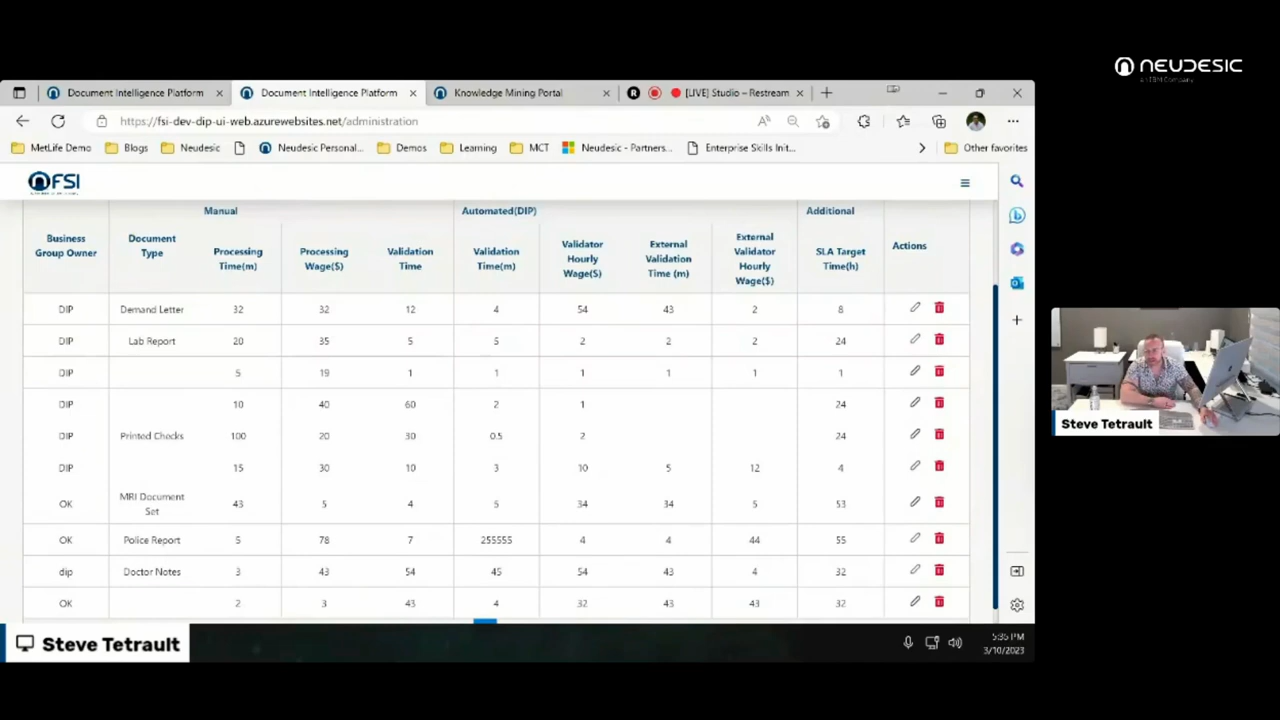 NEUDESIC
an IBM Company
Document Intelligence Platform
Document Intelligence Platform
Knowledge Mining Portal
R
[LIVE] Studio – Restream
https://fsi-dev-dip-ui-web.azurewebsites.net/administration
MetLife Demo
Blogs
Neudesic
Neudesic Personal...
Demos
Learning
MCT
Neudesic - Partners...
Enterprise Skills Init...
Other favorites
FSI
Manual Automated(DIP) Additional
Business Group Owner Document Type Processing Time(m) Processing Wage($) Validation Time Validation Time(m) Validator Hourly Wage($) External Validation Time (m) External Validator Hourly Wage($) SLA Target Time(h) Actions
DIP Demand Letter 32 32 12 4 54 43 2 8
DIP Lab Report 20 35 5 5 2 2 2 24
DIP 5 19 1 1 1 1 1 1
DIP 10 40 60 2 1 24
DIP Printed Checks 100 20 30 0.5 2 24
DIP 15 30 10 3 10 5 12 4
OK MRI Document Set 43 5 4 5 34 34 5 53
OK Police Report 5 78 7 255555 4 4 44 55
dip Doctor Notes 3 43 54 45 54 43 4 32
OK 2 3 43 4 32 43 43 32
Steve Tetrault
Steve Tetrault
5:35 PM
3/10/2023